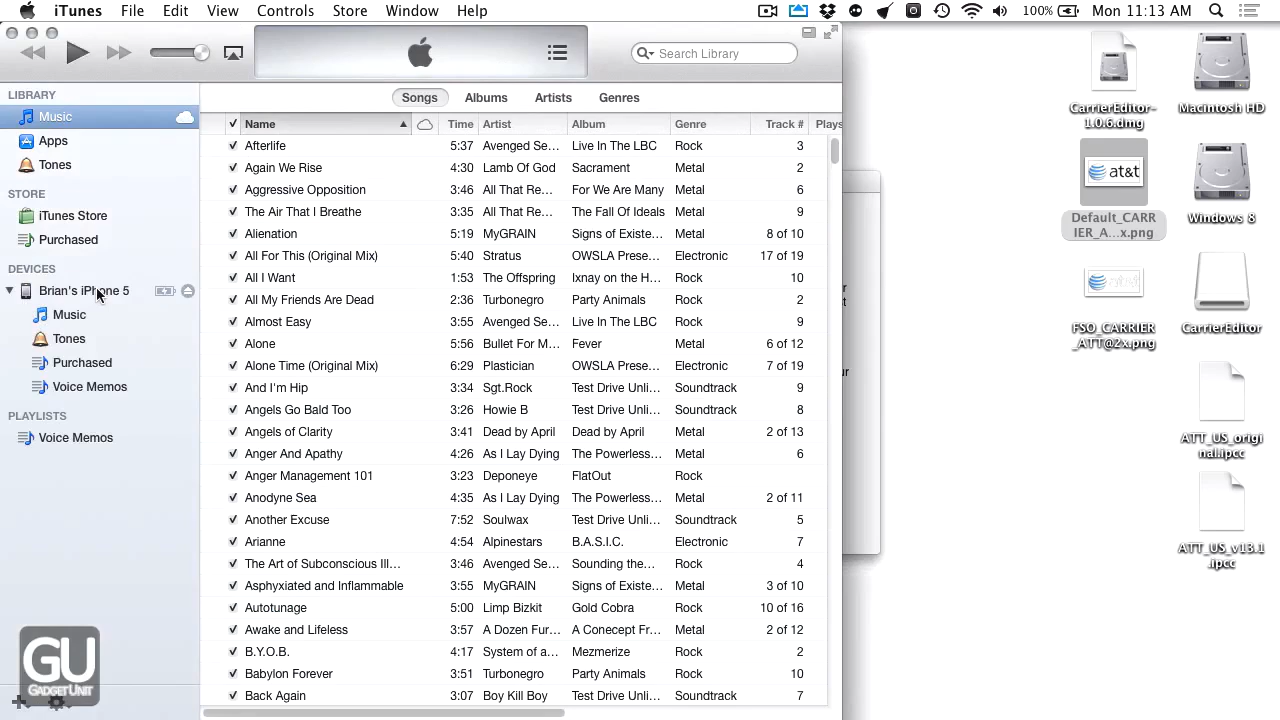 iTunes File Edit View Controls Store Window Help 100% Mon 11:13 AM
Search Library
LIBRARY
Music
Apps
Tones
STORE
iTunes Store
Purchased
DEVICES
Brian's iPhone 5
Music
Tones
Purchased
Voice Memos
PLAYLISTS
Voice Memos
Songs Albums Artists Genres
Name Time Artist Album Genre Track # Plays
Afterlife 5:37 Avenged Se... Live In The LBC Rock 3
Again We Rise 4:30 Lamb Of God Sacrament Metal 2
Aggressive Opposition 3:46 All That Re... For We Are Many Metal 6
The Air That I Breathe 3:35 All That Re... The Fall Of Ideals Metal 9
Alienation 5:19 MyGRAIN Signs of Existe... Metal 8 of 10
All For This (Original Mix) 5:40 Stratus OWSLA Prese... Electronic 17 of 19
All I Want 1:53 The Offspring Ixnay on the H... Rock 10
All My Friends Are Dead 2:36 Turbonegro Party Animals Rock 2
Almost Easy 3:55 Avenged Se... Live In The LBC Rock 9
Alone 5:56 Bullet For M... Fever Metal 6 of 12
Alone Time (Original Mix) 6:29 Plastician OWSLA Prese... Electronic 7 of 19
And I'm Hip 3:34 Sgt.Rock Test Drive Unli... Soundtrack 9
Angels Go Bald Too 3:26 Howie B Test Drive Unli... Soundtrack 8
Angels of Clarity 3:41 Dead by April Dead by April Metal 2 of 13
Anger And Apathy 4:26 As I Lay Dying The Powerless... Metal 6
Anger Management 101 3:23 Deponeye FlatOut Rock
Anodyne Sea 4:35 As I Lay Dying The Powerless... Metal 2 of 11
Another Excuse 7:52 Soulwax Test Drive Unli... Soundtrack 5
Arianne 4:54 Alpinestars B.A.S.I.C. Electronic 7
The Art of Subconscious Ill... 3:46 Avenged Se... Sounding the... Rock 4
Asphyxiated and Inflammable 3:55 MyGRAIN Signs of Existe... Metal 3 of 10
Autotunage 5:00 Limp Bizkit Gold Cobra Rock 10 of 16
Awake and Lifeless 3:57 A Dozen Fur... A Conecept Fr... Metal 2 of 12
B.Y.O.B. 4:17 System of a... Mezmerize Rock 2
Babylon Forever 3:51 Turbonegro Party Animals Rock 10
Back Again 3:07 Boy Kill Boy Test Drive Unli... Soundtrack 7
CarrierEditor-
1.0.6.dmg
Macintosh HD
at&t
Default_CARR
IER_A...x.png
Windows 8
at&t
FSO_CARRIER
_ATT@2x.png
CarrierEditor
ATT_US_origi
nal.ipcc
ATT_US_v13.1
.ipcc
GU
GADGETUNIT